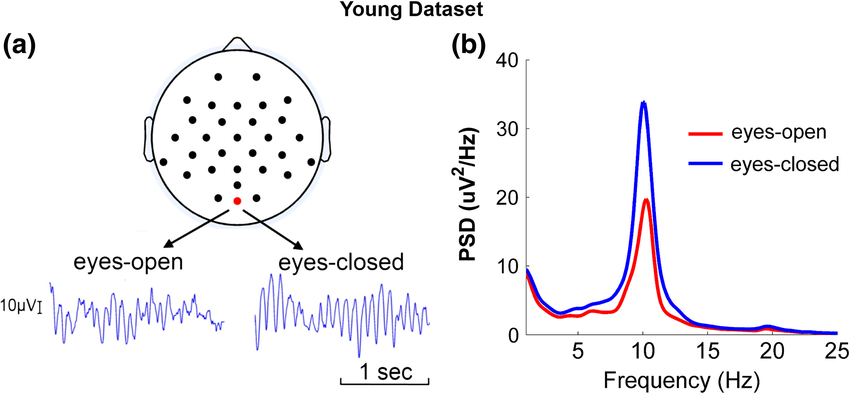 Young Dataset
(a)
eyes-open eyes-closed
10μV
1 sec
(b)
PSD (uV²/Hz)
40
30
20
10
0
5 10 15 20 25
Frequency (Hz)
eyes-open
eyes-closed